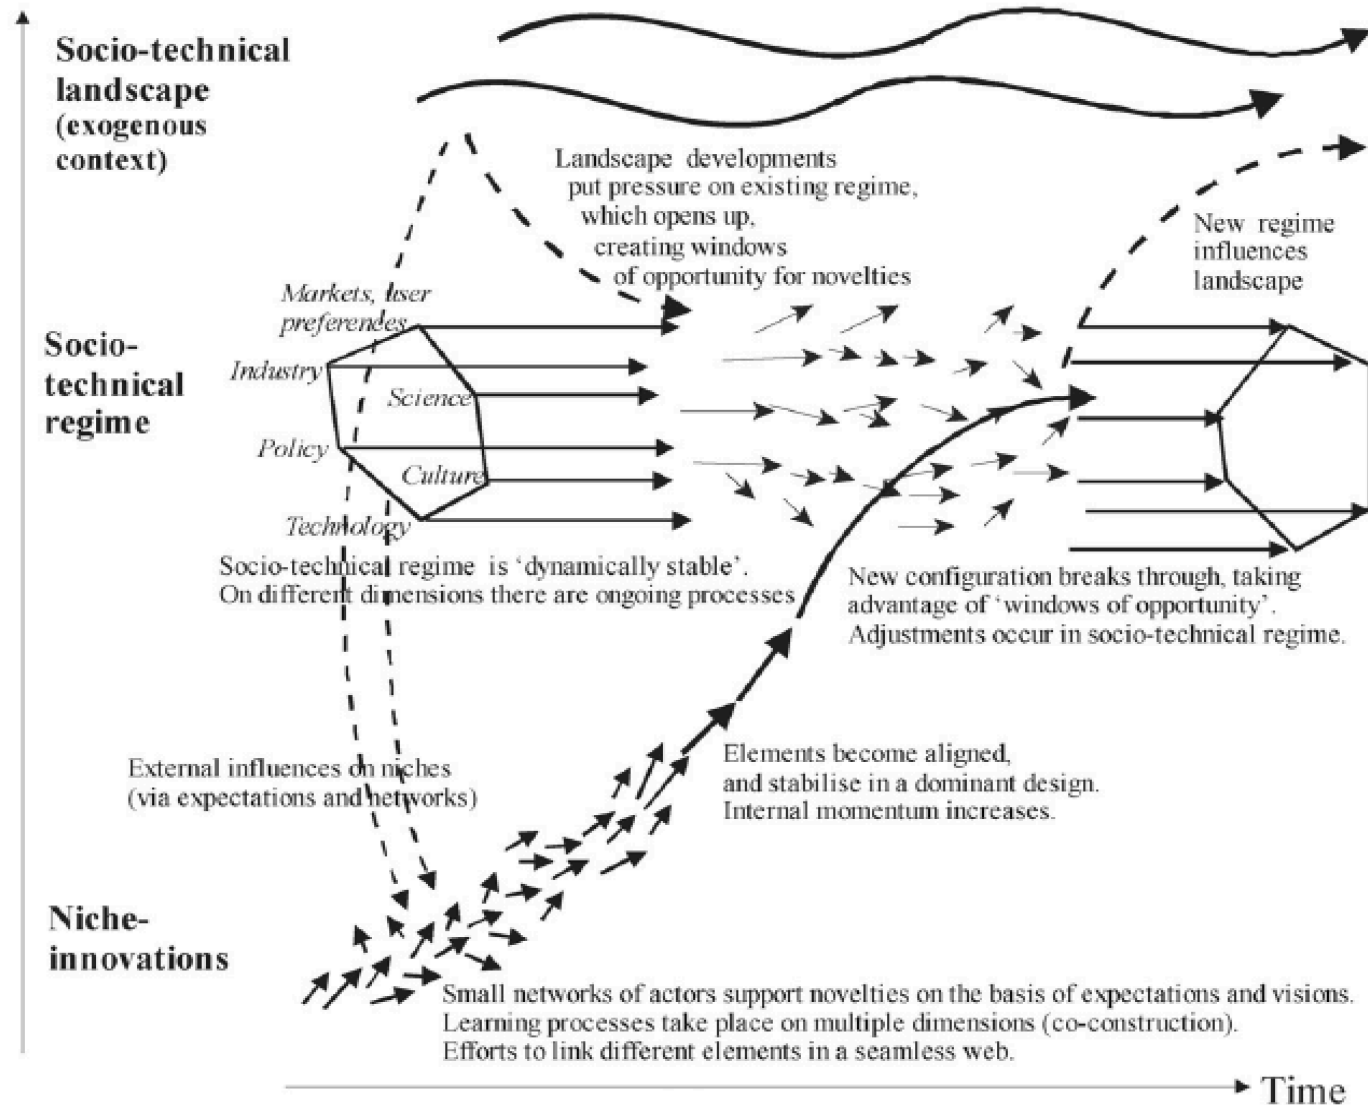 Socio-technical
landscape
(exogenous
context)
Landscape developments
put pressure on existing regime,
which opens up,
creating windows
of opportunity for novelties
New regime
influences
landscape
Markets, user
preferences
Socio-
technical
regime
Industry
Science
Policy
Culture
Technology
Socio-technical regime is ‘dynamically stable’.
On different dimensions there are ongoing processes
New configuration breaks through, taking
advantage of ‘windows of opportunity’.
Adjustments occur in socio-technical regime.
External influences on niches
(via expectations and networks)
Elements become aligned,
and stabilise in a dominant design.
Internal momentum increases.
Niche-
innovations
Small networks of actors support novelties on the basis of expectations and visions.
Learning processes take place on multiple dimensions (co-construction).
Efforts to link different elements in a seamless web.
Time